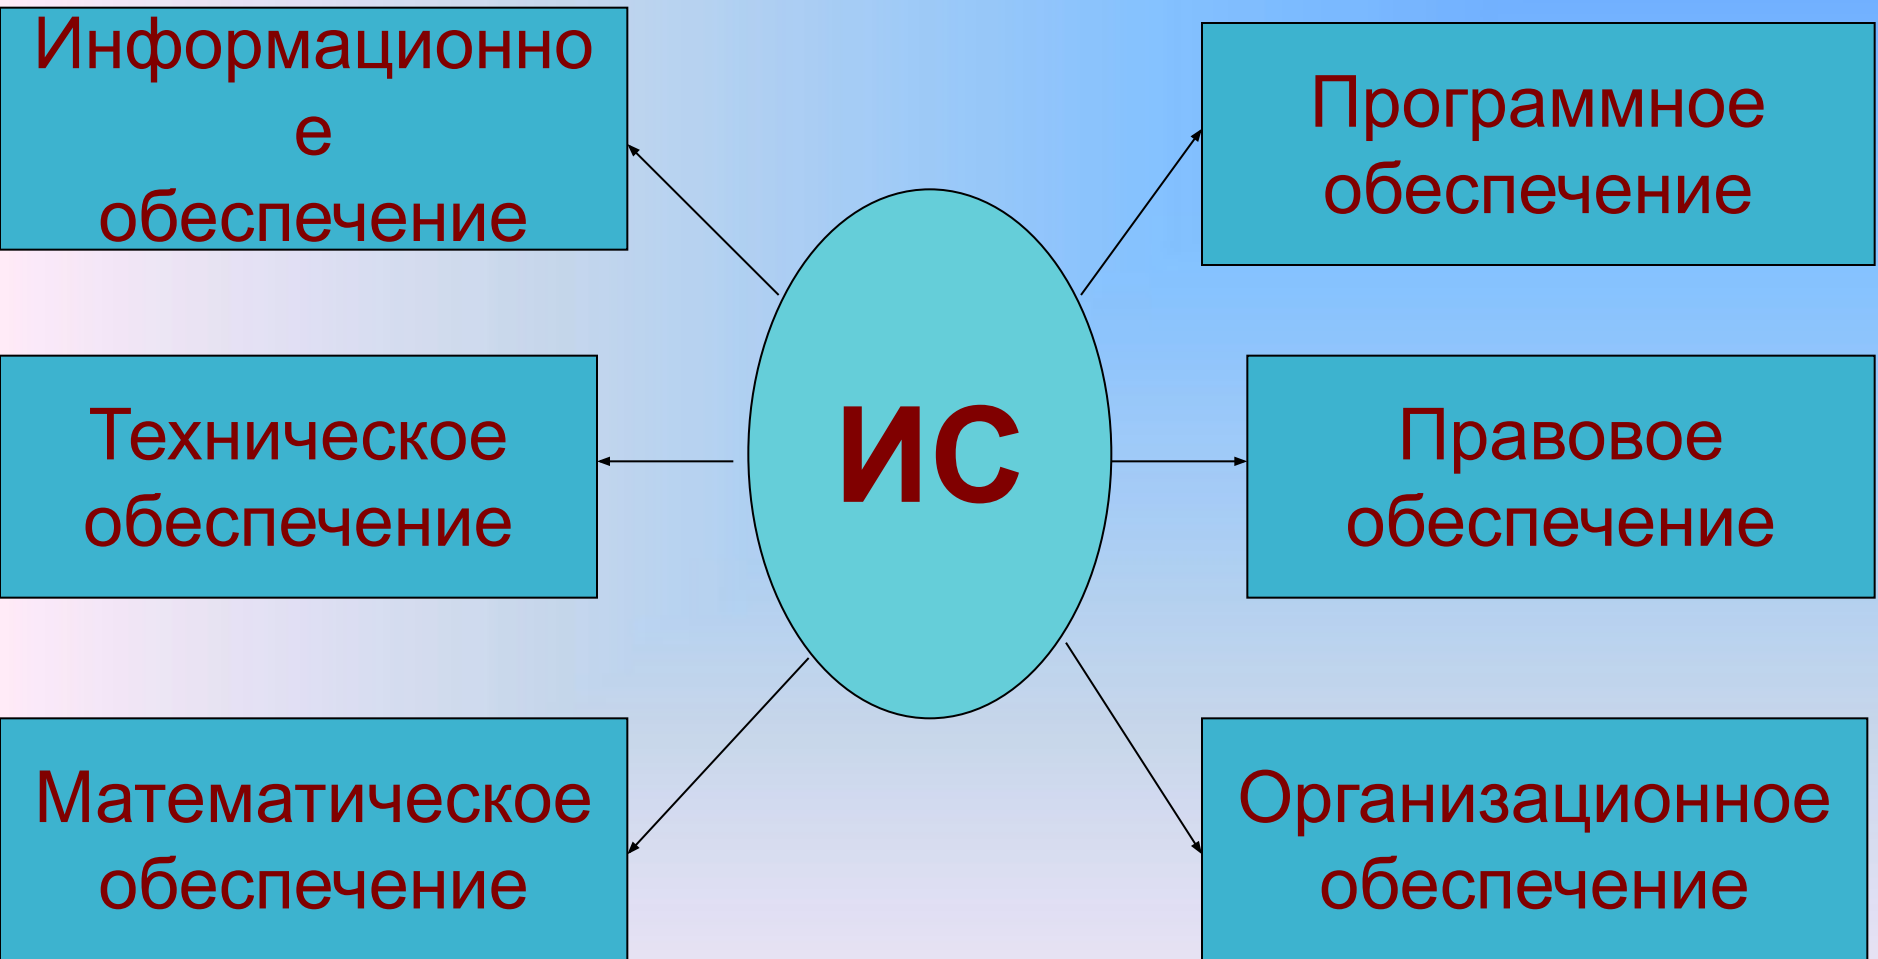 Информационно
е
обеспечение
Программное
обеспечение
ИС
Техническое
обеспечение
Правовое
обеспечение
Математическое
обеспечение
Организационное
обеспечение